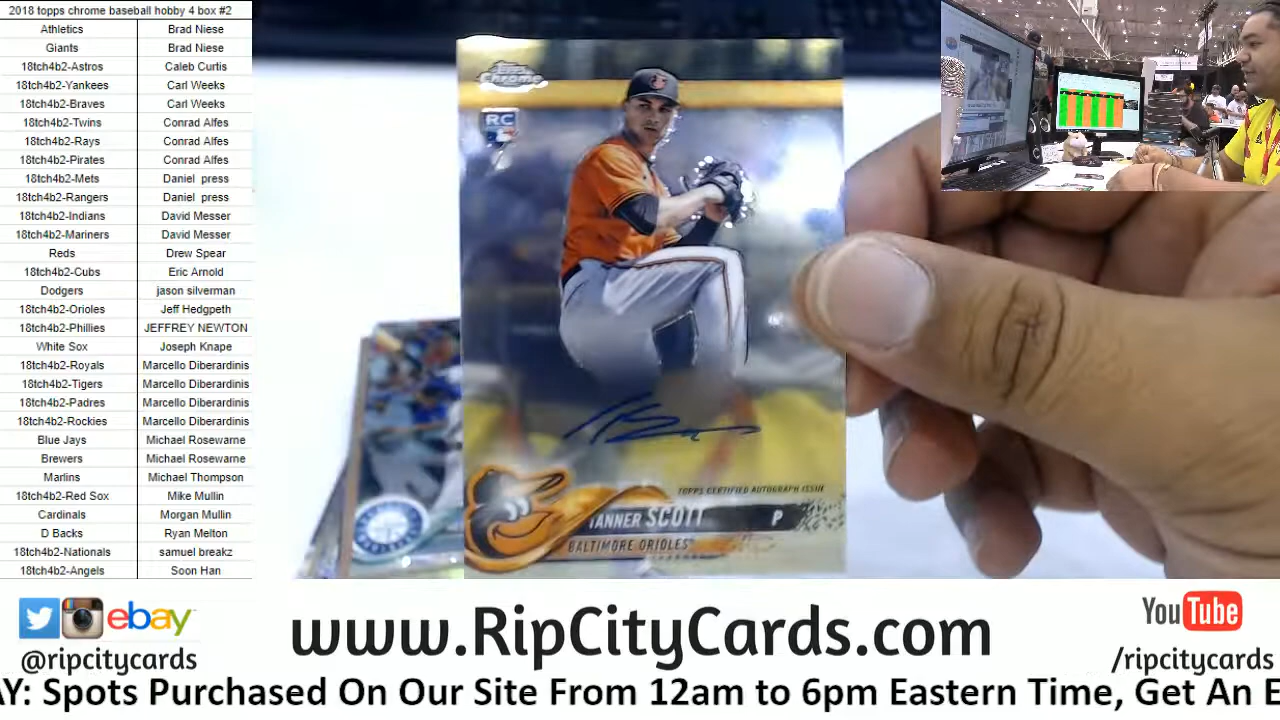 2018 topps chrome baseball hobby 4 box #2
Athletics Brad Niese
Giants Brad Niese
18tch4b2-Astros Caleb Curtis
18tch4b2-Yankees Carl Weeks
18tch4b2-Braves Carl Weeks
18tch4b2-Twins Conrad Alfes
18tch4b2-Rays Conrad Alfes
18tch4b2-Pirates Conrad Alfes
18tch4b2-Mets Daniel press
18tch4b2-Rangers Daniel press
18tch4b2-Indians David Messer
18tch4b2-Mariners David Messer
Reds Drew Spear
18tch4b2-Cubs Eric Arnold
Dodgers jason silverman
18tch4b2-Orioles Jeff Hedgpeth
18tch4b2-Phillies JEFFREY NEWTON
White Sox Joseph Knape
18tch4b2-Royals Marcello Diberardinis
18tch4b2-Tigers Marcello Diberardinis
18tch4b2-Padres Marcello Diberardinis
18tch4b2-Rockies Marcello Diberardinis
Blue Jays Michael Rosewarne
Brewers Michael Rosewarne
Marlins Michael Thompson
18tch4b2-Red Sox Mike Mullin
Cardinals Morgan Mullin
D Backs Ryan Melton
18tch4b2-Nationals samuel breakz
18tch4b2-Angels Soon Han
Topps Chrome
RC
TOPPS CERTIFIED AUTOGRAPH ISSUE
TANNER SCOTT P
BALTIMORE ORIOLES
ebay
@ripcitycards
www.RipCityCards.com
YouTube
/ripcitycards
AY: Spots Purchased On Our Site From 12am to 6pm Eastern Time, Get An E